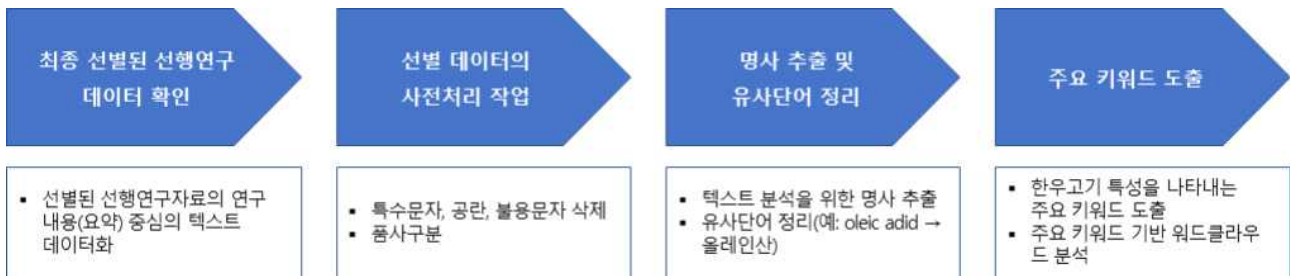 최종 선별된 선행연구
데이터 확인
선별 데이터의
사전처리 작업
명사 추출 및
유사단어 정리
주요 키워드 도출
▪ 선별된 선행연구자료의 연구
내용(요약) 중심의 텍스트
데이터화
▪ 특수문자, 공란, 불용문자 삭제
▪ 품사구분
▪ 텍스트 분석을 위한 명사 추출
▪ 유사단어 정리(예: oleic adid →
올레인산)
▪ 한우고기 특성을 나타내는
주요 키워드 도출
▪ 주요 키워드 기반 워드클라우
드 분석